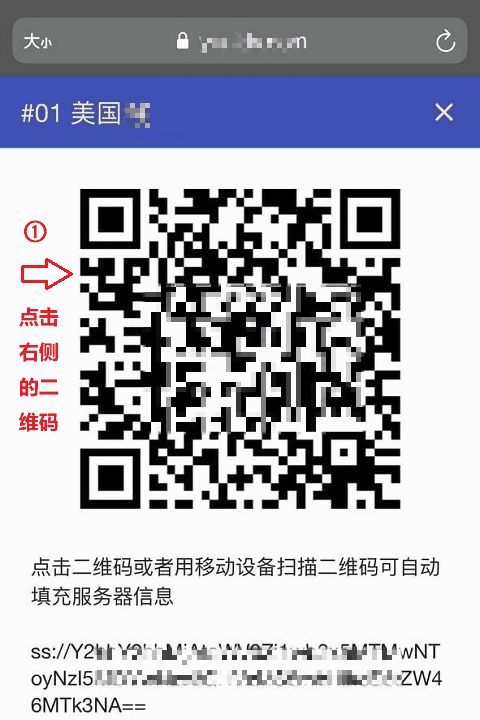 大小
#01 美国
①
点击
右侧
的二
维码
点击二维码或者用移动设备扫描二维码可自动
填充服务器信息
ss://Y2
oyNzI5 ZW4
6MTk3NA==